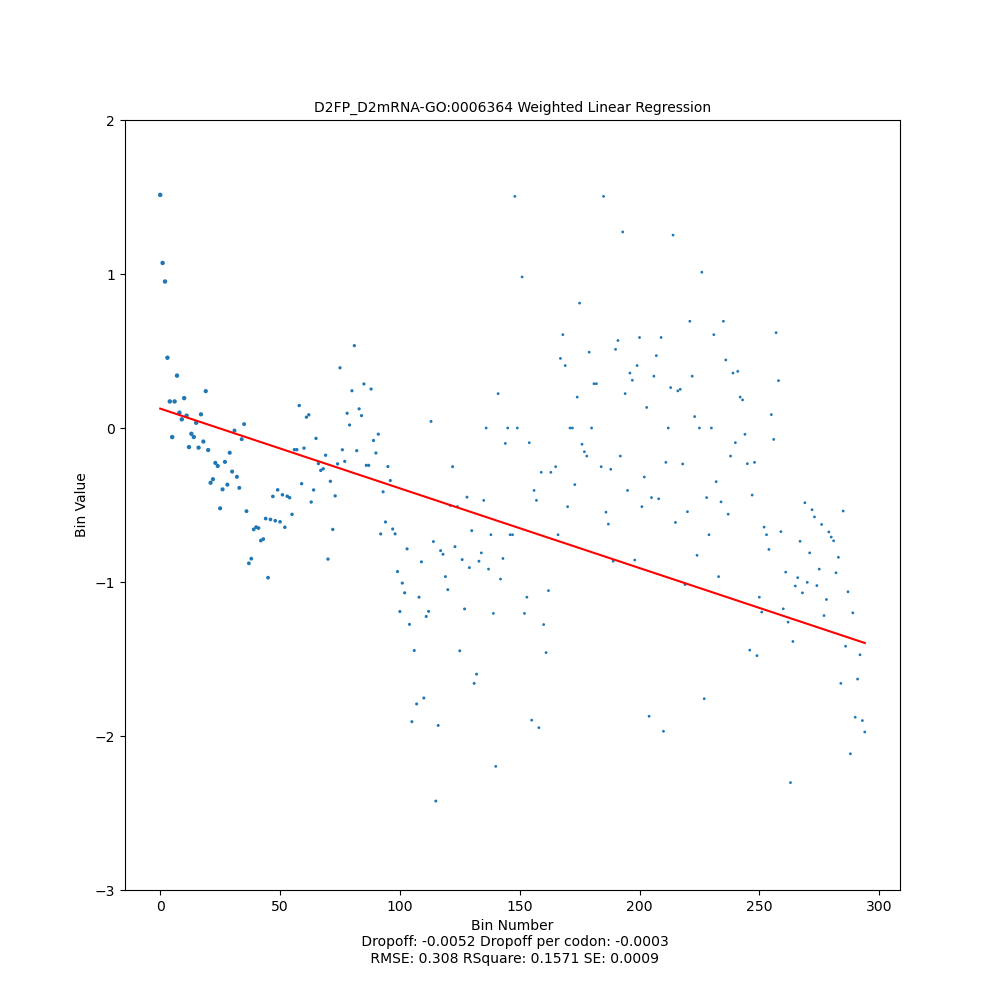 D2FP_D2mRNA-GO:0006364 Weighted Linear Regression
2
1
0
−1
−2
−3
Bin Value
0 50 100 150 200 250 300
Bin Number
Dropoff: -0.0052 Dropoff per codon: -0.0003
RMSE: 0.308 RSquare: 0.1571 SE: 0.0009